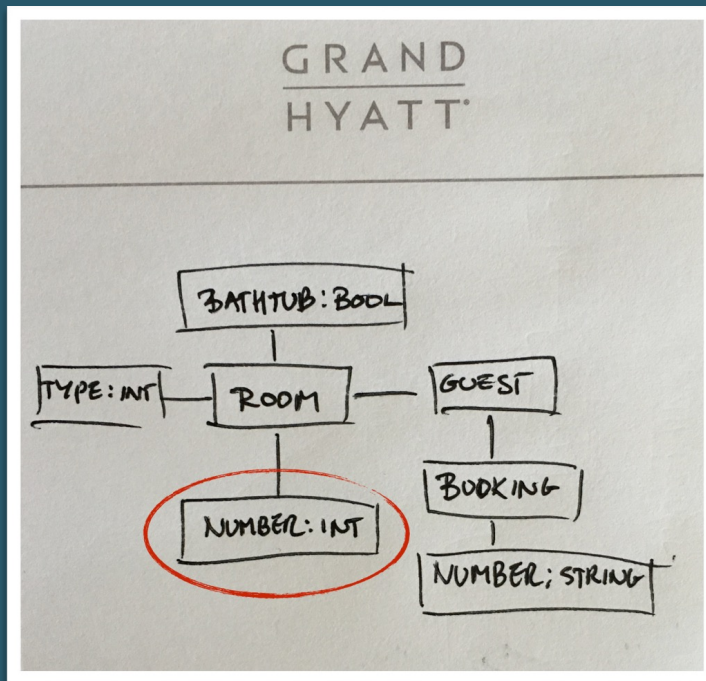 GRAND
HYATT
BATHTUB: BOOL
TYPE: INT
ROOM
GUEST
NUMBER: INT
BOOKING
NUMBER: STRING